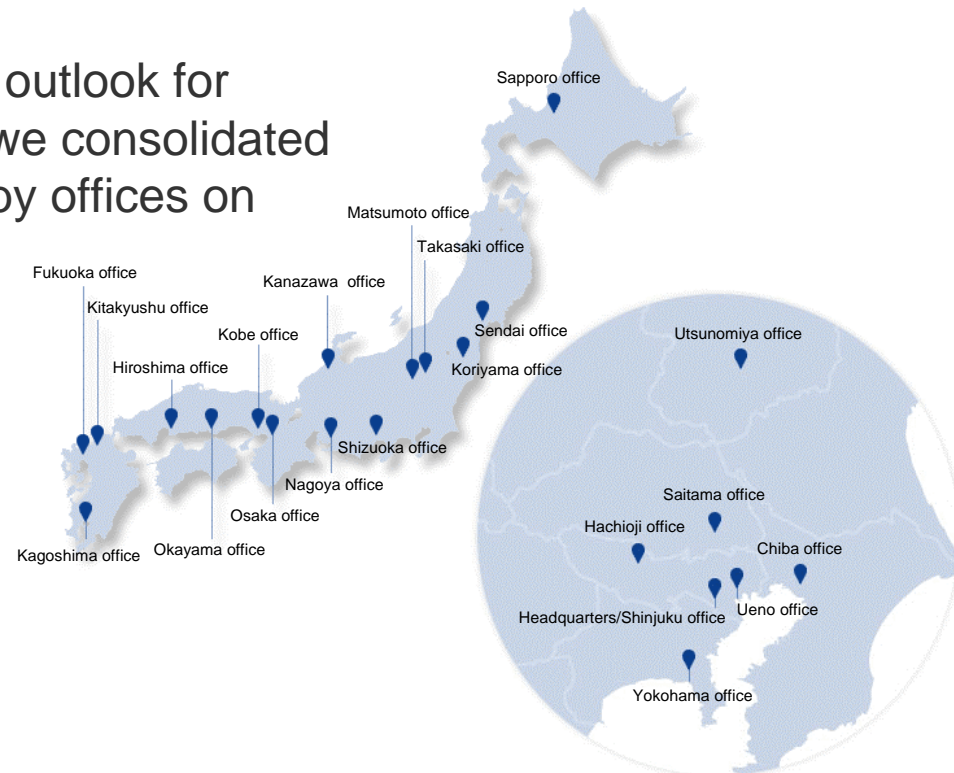 outlook for
we consolidated
offices on
Sapporo office
Matsumoto office
Takasaki office
Fukuoka office
Kanazawa office
Kitakyushu office
Kobe office
Sendai office
Utsunomiya office
Hiroshima office
Koriyama office
Shizuoka office
Nagoya office
Saitama office
Osaka office
Hachioji office
Kagoshima office
Okayama office
Chiba office
Headquarters/Shinjuku office
Ueno office
Yokohama office